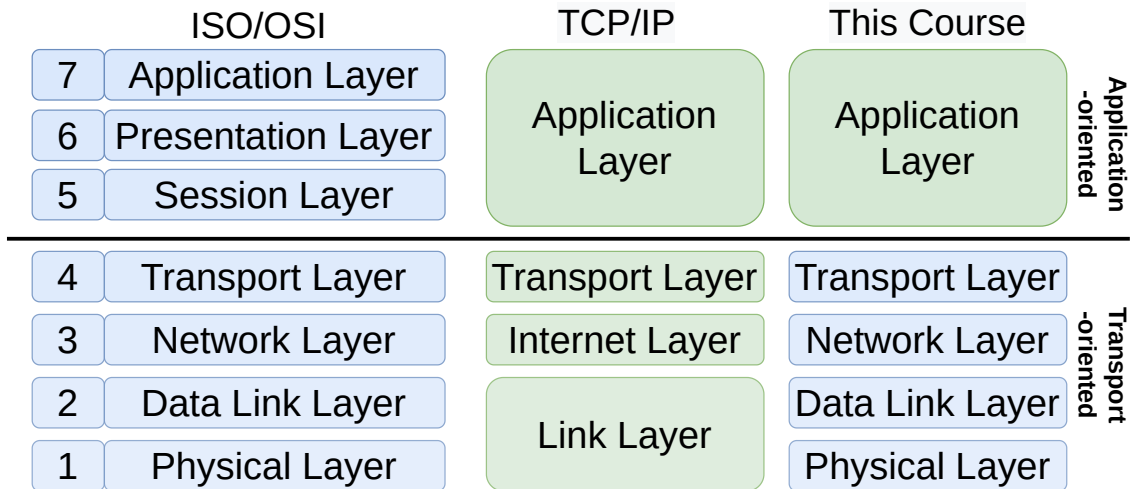 ISO/OSI
TCP/IP
This Course
7
Application Layer
6
Presentation Layer
5
Session Layer
Application
Layer
Application
Layer
Application
-oriented
4
Transport Layer
Transport Layer
Transport Layer
3
Network Layer
Internet Layer
Network Layer
2
Data Link Layer
Link Layer
Data Link Layer
1
Physical Layer
Physical Layer
Transport
-oriented